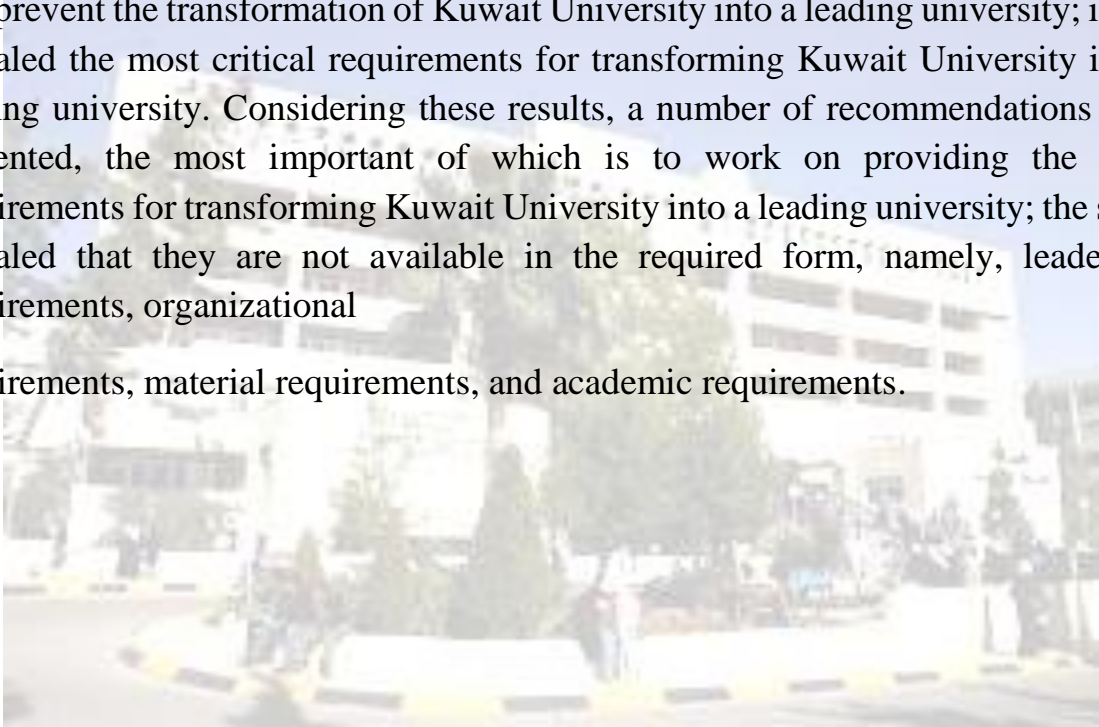 prevent the transformation of Kuwait University into a leading university; i
aled the most critical requirements for transforming Kuwait University i
ing university. Considering these results, a number of recommendations
ented, the most important of which is to work on providing the
irements for transforming Kuwait University into a leading university; the s
aled that they are not available in the required form, namely, leade
irements, organizational
irements, material requirements, and academic requirements.